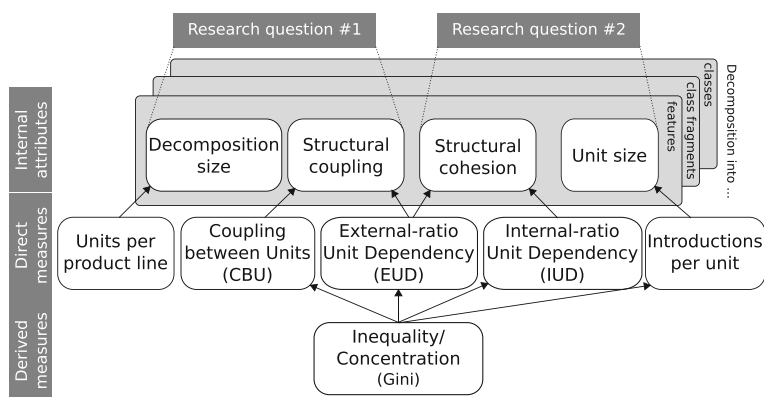 Research question #1
Research question #2
Decomposition into ...
classes
class fragments
features
Internal
attributes
Decomposition
size
Structural
coupling
Structural
cohesion
Unit size
Direct
measures
Units per
product line
Coupling
between Units
(CBU)
External-ratio
Unit Dependency
(EUD)
Internal-ratio
Unit Dependency
(IUD)
Introductions
per unit
Derived
measures
Inequality/
Concentration
(Gini)